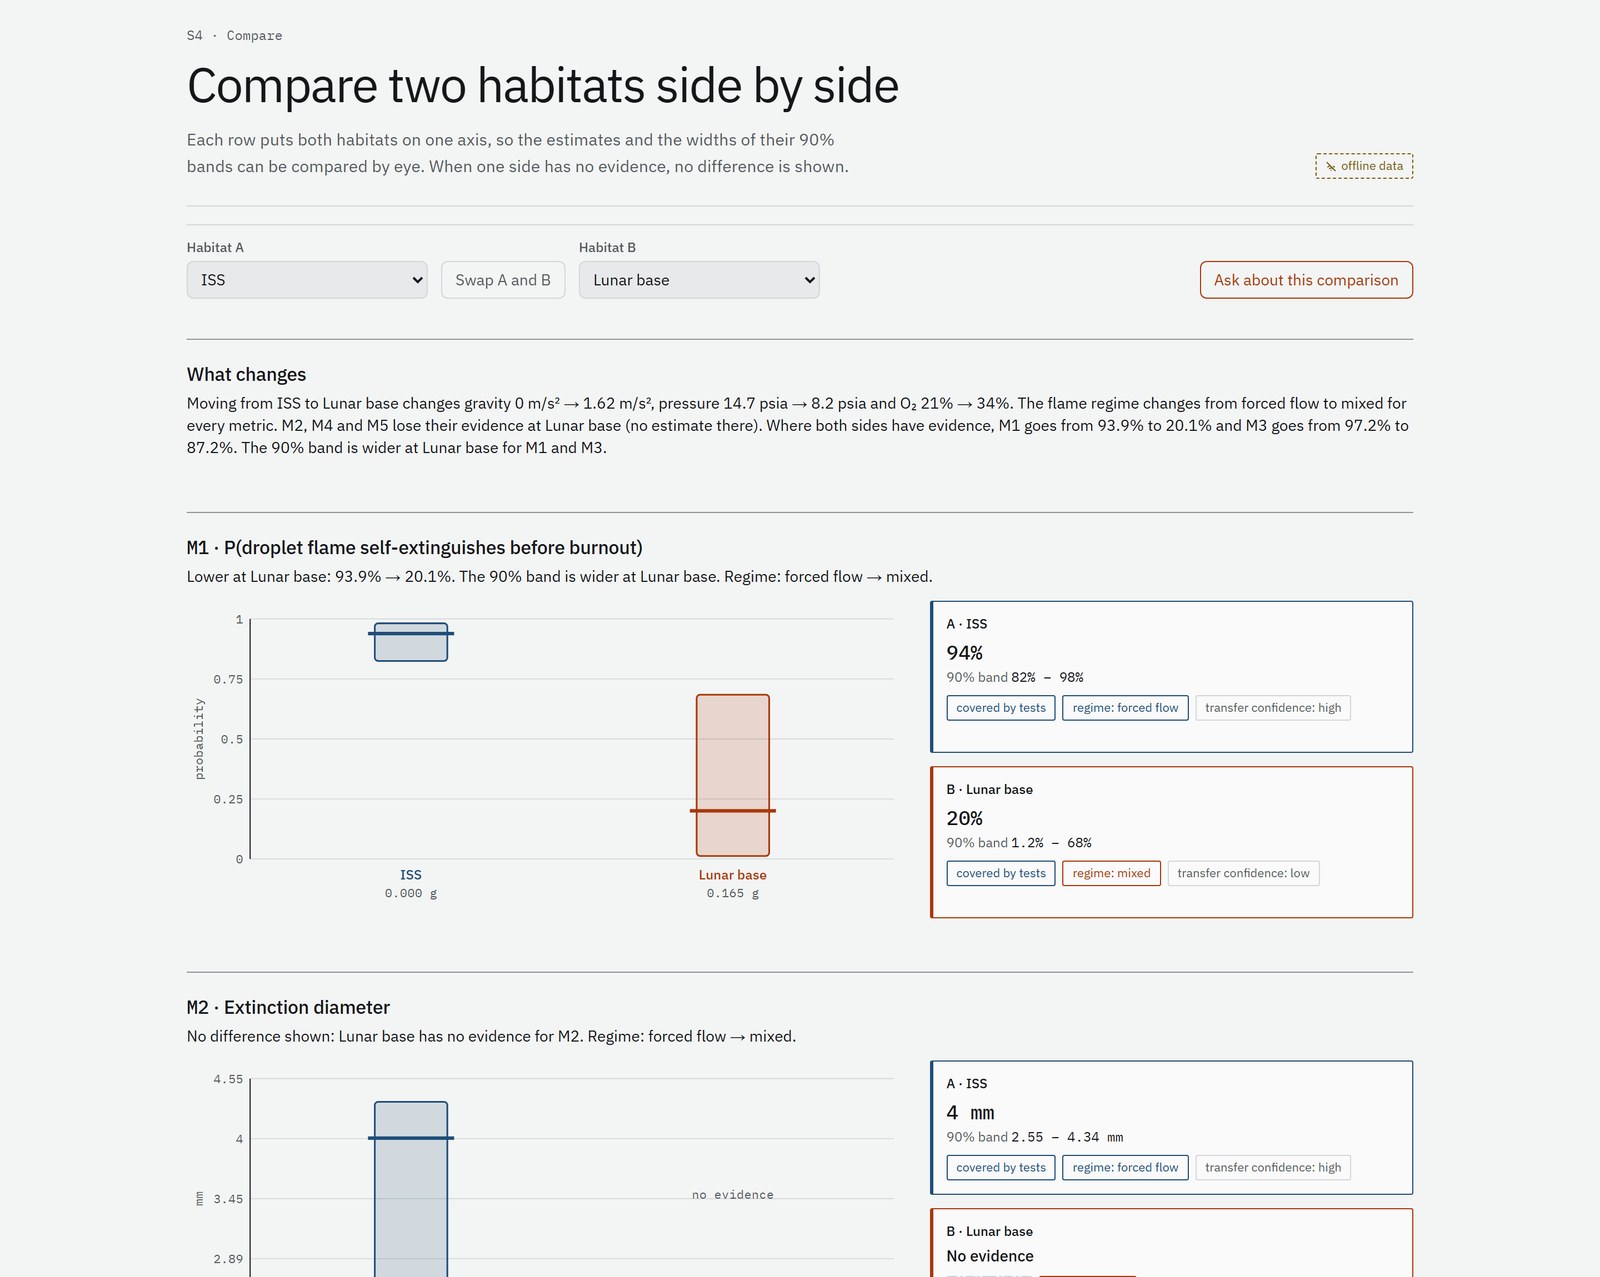 S4 · Compare
Compare two habitats side by side
Each row puts both habitats on one axis, so the estimates and the widths of their 90%
bands can be compared by eye. When one side has no evidence, no difference is shown.
offline data
Habitat A
Habitat B
ISS
Swap A and B
Lunar base
Ask about this comparison
What changes
Moving from ISS to Lunar base changes gravity 0 m/s² → 1.62 m/s², pressure 14.7 psia → 8.2 psia and O₂ 21% → 34%. The flame regime changes from forced flow to mixed for
every metric. M2, M4 and M5 lose their evidence at Lunar base (no estimate there). Where both sides have evidence, M1 goes from 93.9% to 20.1% and M3 goes from 97.2% to
87.2%. The 90% band is wider at Lunar base for M1 and M3.
M1 · P(droplet flame self-extinguishes before burnout)
Lower at Lunar base: 93.9% → 20.1%. The 90% band is wider at Lunar base. Regime: forced flow → mixed.
1
0.75
0.5
0.25
0
probability
ISS
0.000 g
Lunar base
0.165 g
A · ISS
94%
90% band 82% – 98%
covered by tests
regime: forced flow
transfer confidence: high
B · Lunar base
20%
90% band 1.2% – 68%
covered by tests
regime: mixed
transfer confidence: low
M2 · Extinction diameter
No difference shown: Lunar base has no evidence for M2. Regime: forced flow → mixed.
4.55
4
3.45
2.89
mm
no evidence
A · ISS
4 mm
90% band 2.55 – 4.34 mm
covered by tests
regime: forced flow
transfer confidence: high
B · Lunar base
No evidence